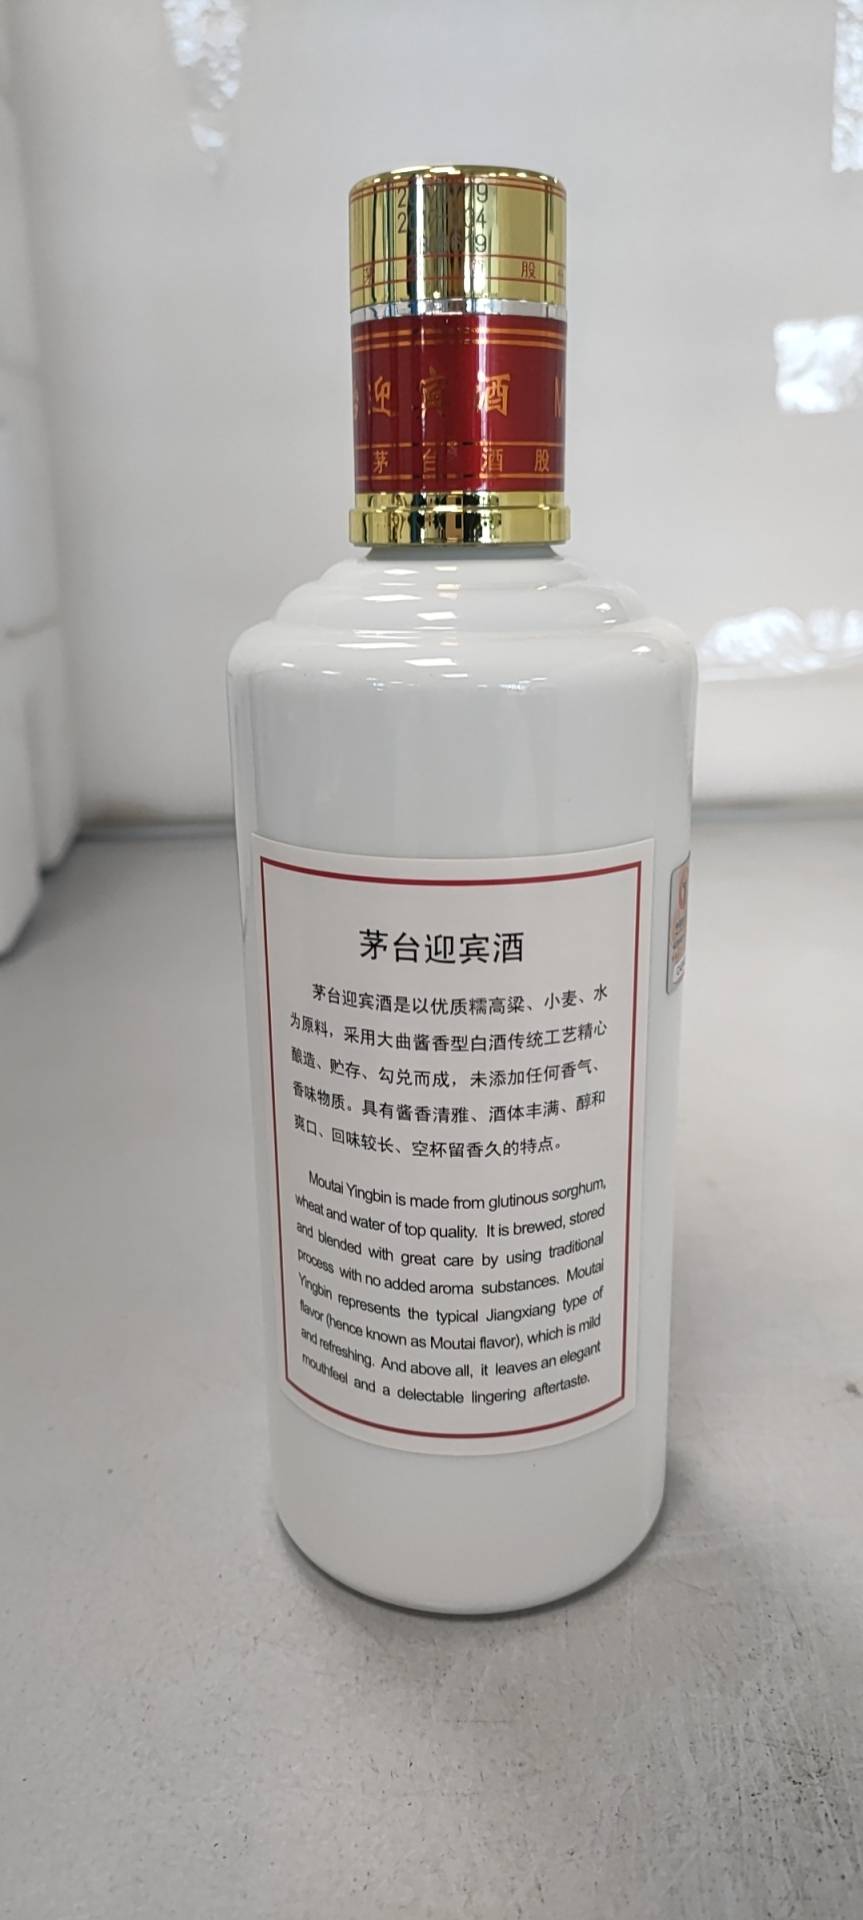 迎宾酒 M
茅台酒股
茅台迎宾酒
茅台迎宾酒是以优质糯高粱、小麦、水
为原料，采用大曲酱香型白酒传统工艺精心
酿造、贮存、勾兑而成，未添加任何香气、
香味物质。具有酱香清雅、酒体丰满、醇和
爽口、回味较长、空杯留香久的特点。
Moutai Yingbin is made from glutinous sorghum,
wheat and water of top quality. It is brewed, stored
and blended with great care by using traditional
process with no added aroma substances. Moutai
Yingbin represents the typical Jiangxiang type of
flavor (hence known as Moutai flavor), which is mild
and refreshing. And above all, it leaves an elegant
mouthfeel and a delectable lingering aftertaste.